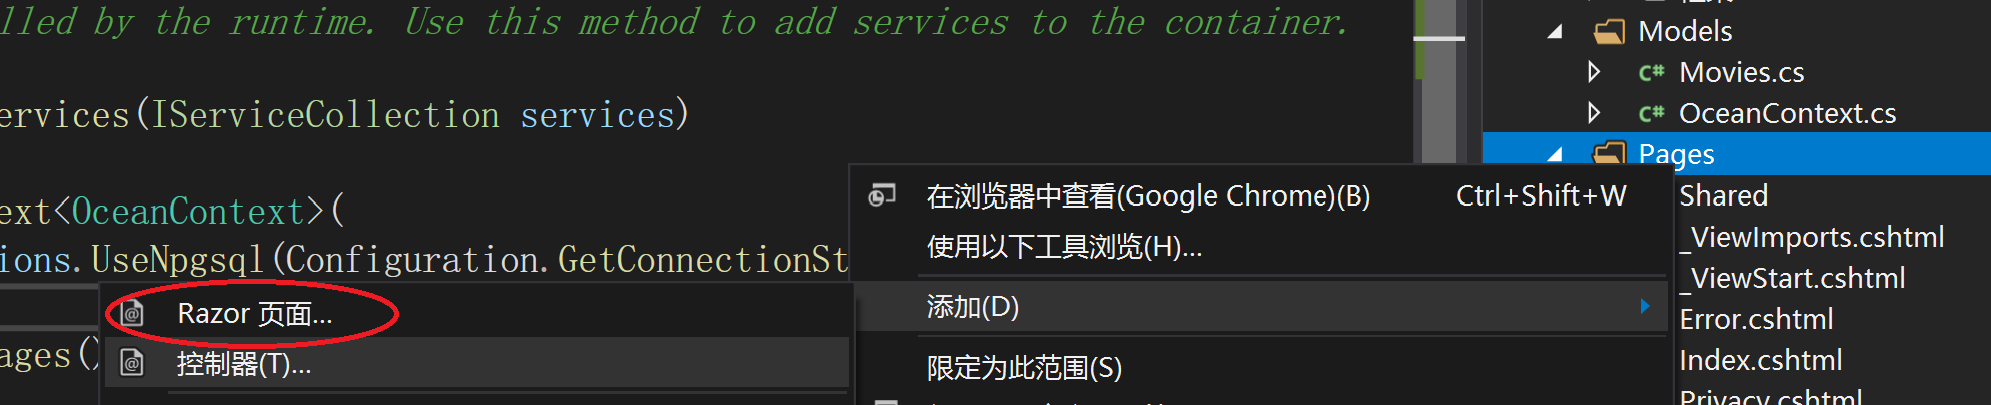 lled by the runtime. Use this method to add services to the container.
ervices(IServiceCollection services)
ext<OceanContext>(
ions.UseNpgsql(Configuration.GetConnectionSt
ages()
Razor 页面...
控制器(T)...
在浏览器中查看(Google Chrome)(B) Ctrl+Shift+W
使用以下工具浏览(H)...
添加(D)
限定为此范围(S)
Models
C# Movies.cs
C# OceanContext.cs
Pages
Shared
_ViewImports.cshtml
_ViewStart.cshtml
Error.cshtml
Index.cshtml
Privacy.cshtml